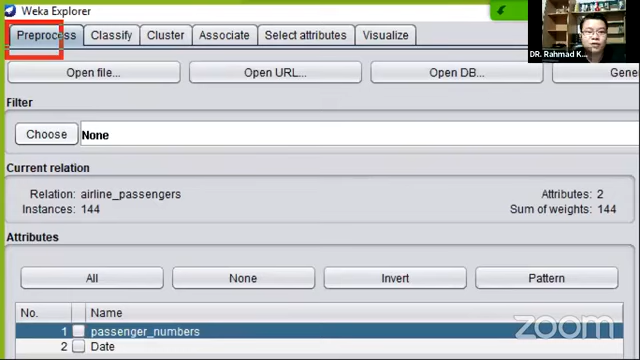 Weka Explorer
Preprocess Classify Cluster Associate Select attributes Visualize
DR. Rahmad K...
Open file... Open URL... Open DB... Gene
Filter
Choose None
Current relation
Relation: airline_passengers Attributes: 2
Instances: 144 Sum of weights: 144
Attributes
All None Invert Pattern
No. Name
1 passenger_numbers
2 Date
zoom